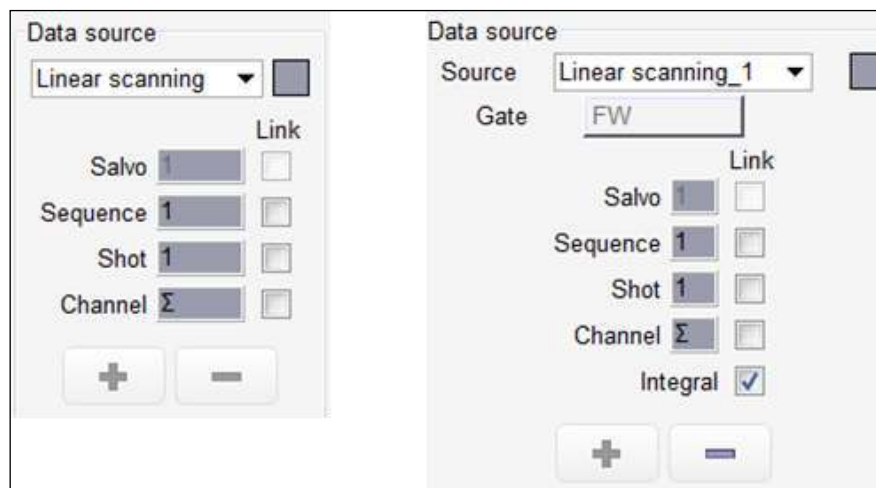 Data source
Linear scanning
Link
Salvo 1
Sequence 1
Shot 1
Channel Σ
Data source
Source Linear scanning_1
Gate FW
Link
Salvo 1
Sequence 1
Shot 1
Channel Σ
Integral